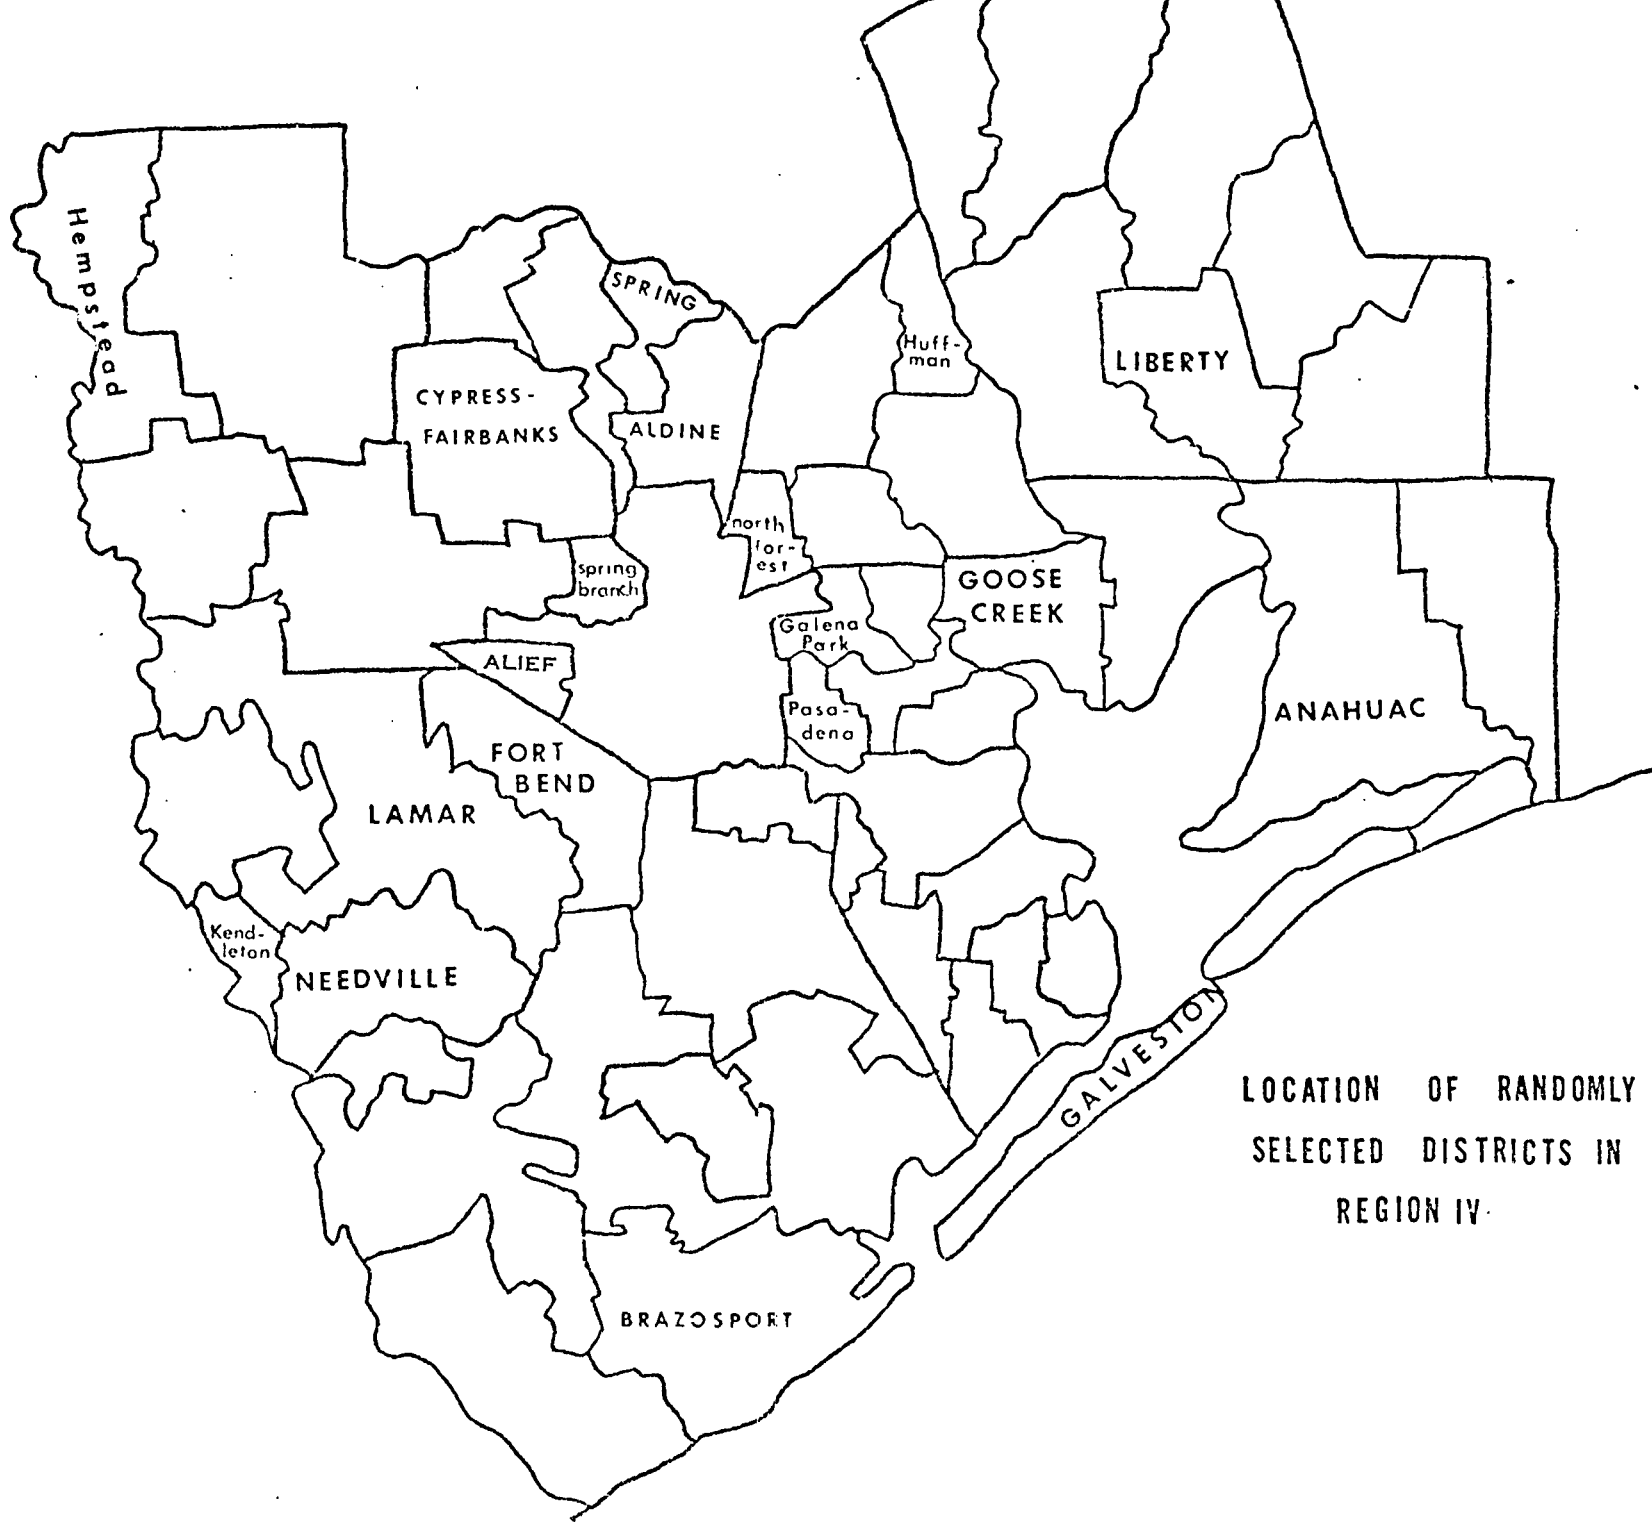 Hempstead
SPRING
Huff-
man
LIBERTY
CYPRESS-
FAIRBANKS
ALDINE
north
for-
est
spring
branch
GOOSE
CREEK
Galena
Park
ALIEF
Pasa-
dena
ANAHUAC
FORT
BEND
LAMAR
Kend-
leton
NEEDVILLE
GALVESTON
BRAZOSPORT
LOCATION OF RANDOMLY
SELECTED DISTRICTS IN
REGION IV